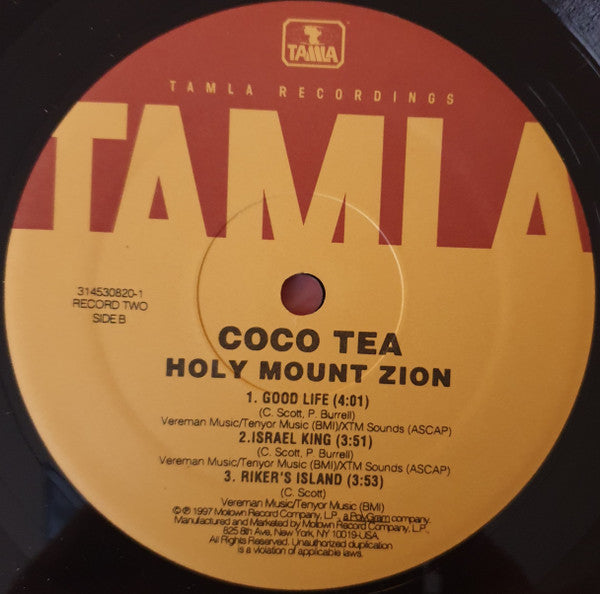 TAMLA
TAMLA RECORDINGS
TAMLA
314530820-1
RECORD TWO
SIDE B
COCO TEA
HOLY MOUNT ZION
1. GOOD LIFE (4:01)
(C. Scott, P. Burrell)
Vereman Music/Tenyor Music (BMI)/XTM Sounds (ASCAP)
2.ISRAEL KING (3:51)
(C. Scott, P. Burrell)
Vereman Music/Tenyor Music (BMI)/XTM Sounds (ASCAP)
3. RIKER'S ISLAND (3:53)
(C. Scott)
Vereman Music/Tenyor Music (BMI)
© ℗ 1997 Motown Record Company, L.P., a PolyGram company.
Manufactured and Marketed by Motown Record Company, L.P.,
825 8th Ave, New York, NY 10019-USA.
All Rights Reserved. Unauthorized duplication
is a violation of applicable laws.